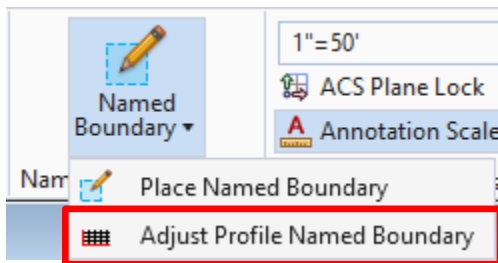 1"=50'
ACS Plane Lock
Named
Boundary
Annotation Scale
Nam
Place Named Boundary
Adjust Profile Named Boundary